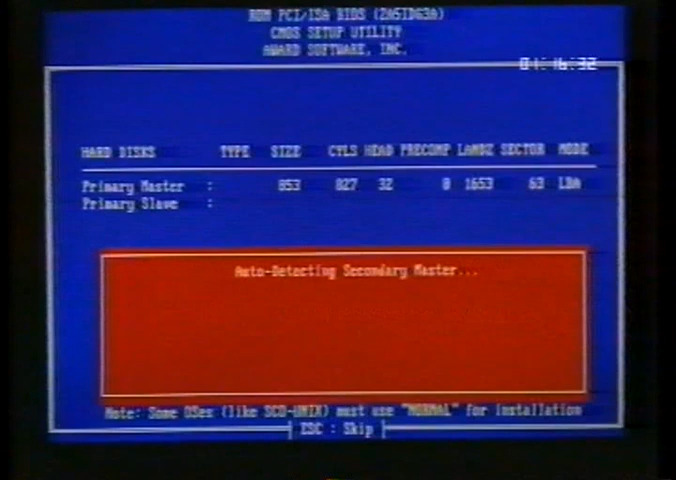 ROM PCI/ISA BIOS (2A5IDG3A)
CMOS SETUP UTILITY
AWARD SOFTWARE, INC.
01:16:32
HARD DISKS TYPE SIZE CYLS HEAD PRECOMP LANDZ SECTOR MODE
Primary Master : 853 827 32 0 1653 63 LBA
Primary Slave :
Auto-Detecting Secondary Master...
Note: Some OSes (like SCO-UNIX) must use "NORMAL" for installation
ESC : Skip